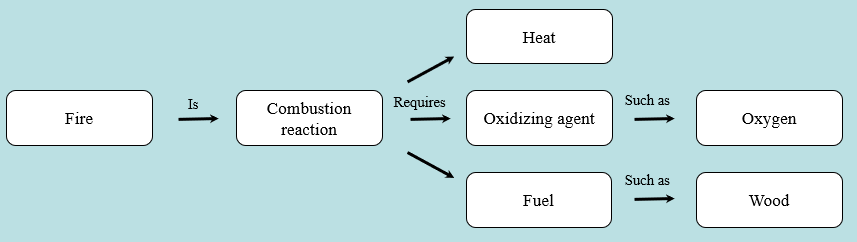 Heat
Fire
Is
Combustion
reaction
Requires
Oxidizing agent
Such as
Oxygen
Fuel
Such as
Wood